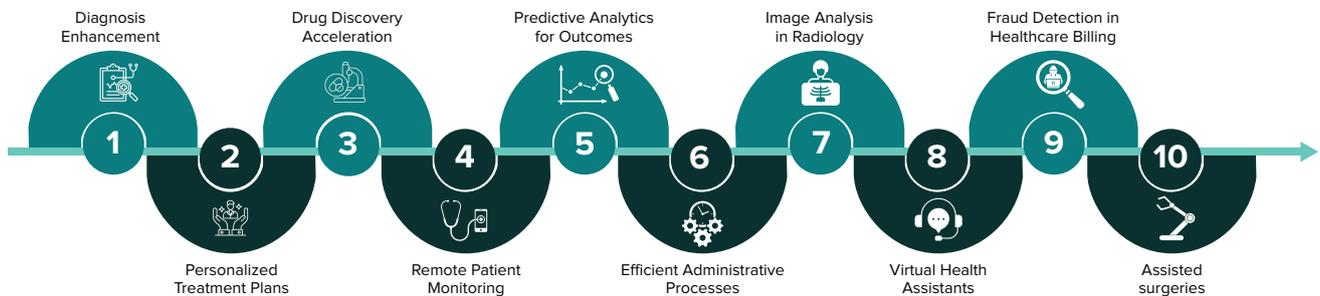 Diagnosis
Enhancement
1
2
Personalized
Treatment Plans
Drug Discovery
Acceleration
3
4
Remote Patient
Monitoring
Predictive Analytics
for Outcomes
5
6
Efficient Administrative
Processes
Image Analysis
in Radiology
7
8
Virtual Health
Assistants
Fraud Detection in
Healthcare Billing
9
10
Assisted
surgeries